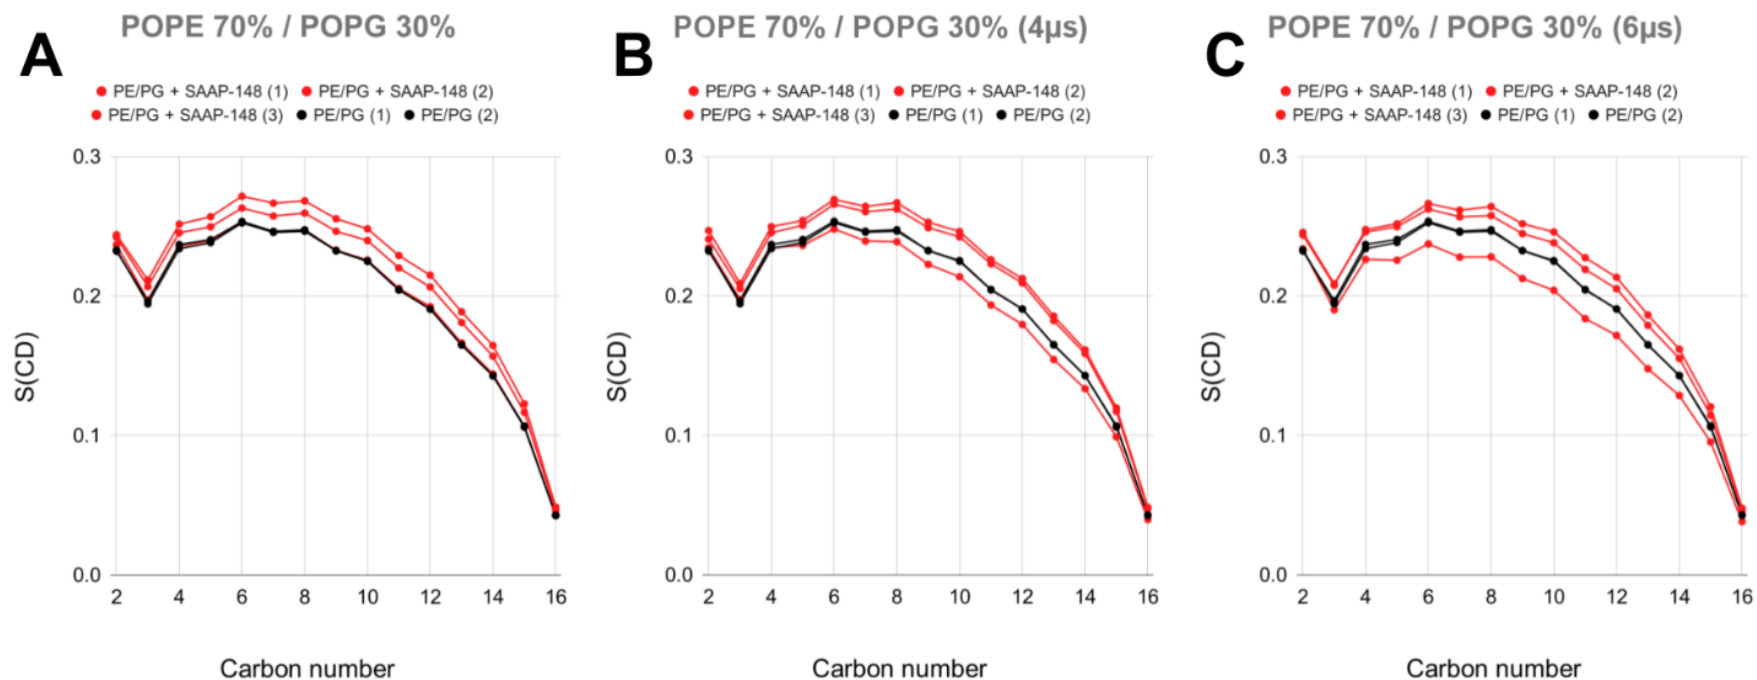 A
POPE 70% / POPG 30%
PE/PG + SAAP-148 (1) PE/PG + SAAP-148 (2)
PE/PG + SAAP-148 (3) PE/PG (1) PE/PG (2)
S(CD)
0.3
0.2
0.1
0.0
2 4 6 8 10 12 14 16
Carbon number
B
POPE 70% / POPG 30% (4µs)
PE/PG + SAAP-148 (1) PE/PG + SAAP-148 (2)
PE/PG + SAAP-148 (3) PE/PG (1) PE/PG (2)
S(CD)
0.3
0.2
0.1
0.0
2 4 6 8 10 12 14 16
Carbon number
C
POPE 70% / POPG 30% (6µs)
PE/PG + SAAP-148 (1) PE/PG + SAAP-148 (2)
PE/PG + SAAP-148 (3) PE/PG (1) PE/PG (2)
S(CD)
0.3
0.2
0.1
0.0
2 4 6 8 10 12 14 16
Carbon number